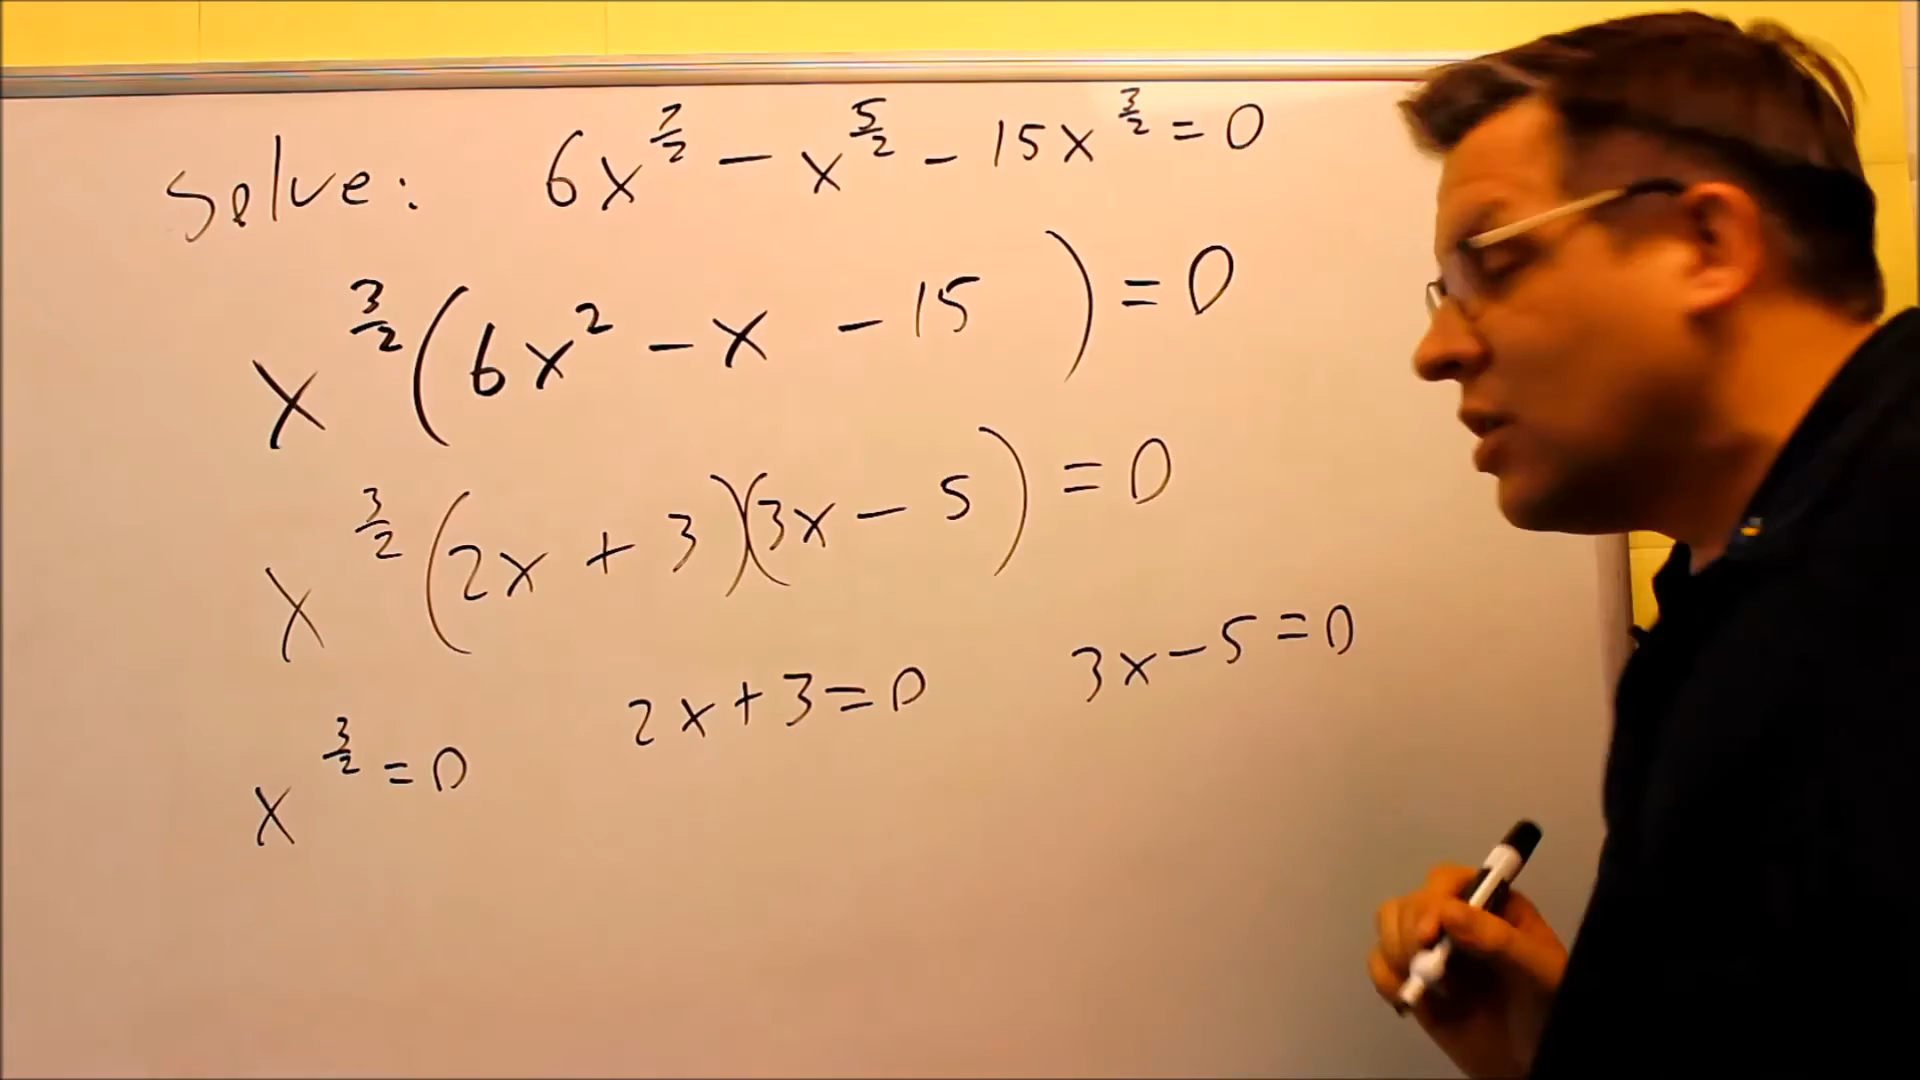 Solve: 6x^{7/2} - x^{5/2} - 15x^{3/2} = 0
x^{3/2}(6x^2 - x - 15) = 0
x^{3/2}(2x + 3)(3x - 5) = 0
x^{3/2} = 0 2x + 3 = 0 3x - 5 = 0